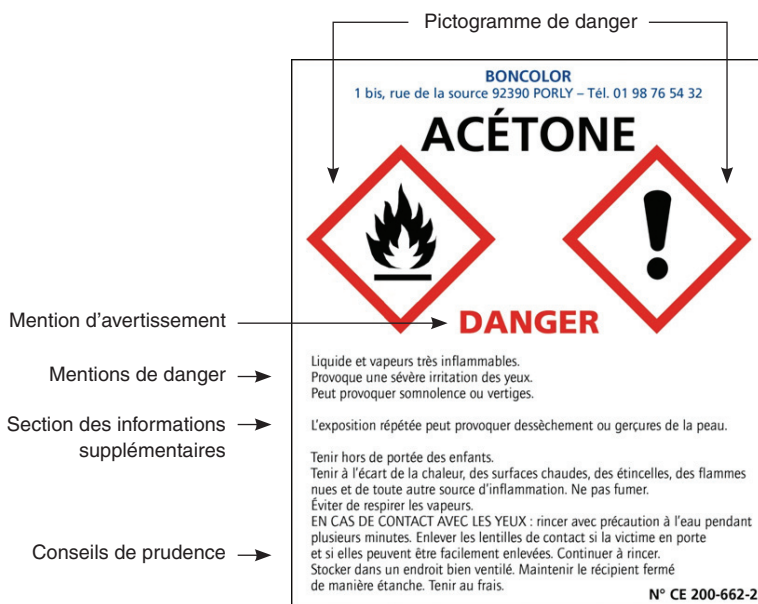 Pictogramme de danger
BONCOLOR
1 bis, rue de la source 92390 PORLY – Tél. 01 98 76 54 32
ACÉTONE
Mention d’avertissement
DANGER
Mentions de danger
Liquide et vapeurs très inflammables.
Provoque une sévère irritation des yeux.
Peut provoquer somnolence ou vertiges.
Section des informations
supplémentaires
L’exposition répétée peut provoquer dessèchement ou gerçures de la peau.
Tenir hors de portée des enfants.
Tenir à l’écart de la chaleur, des surfaces chaudes, des étincelles, des flammes
nues et de toute autre source d’inflammation. Ne pas fumer.
Éviter de respirer les vapeurs.
EN CAS DE CONTACT AVEC LES YEUX : rincer avec précaution à l’eau pendant
plusieurs minutes. Enlever les lentilles de contact si la victime en porte
Conseils de prudence
et si elles peuvent être facilement enlevées. Continuer à rincer.
Stocker dans un endroit bien ventilé. Maintenir le récipient fermé
de manière étanche. Tenir au frais.
N° CE 200-662-2